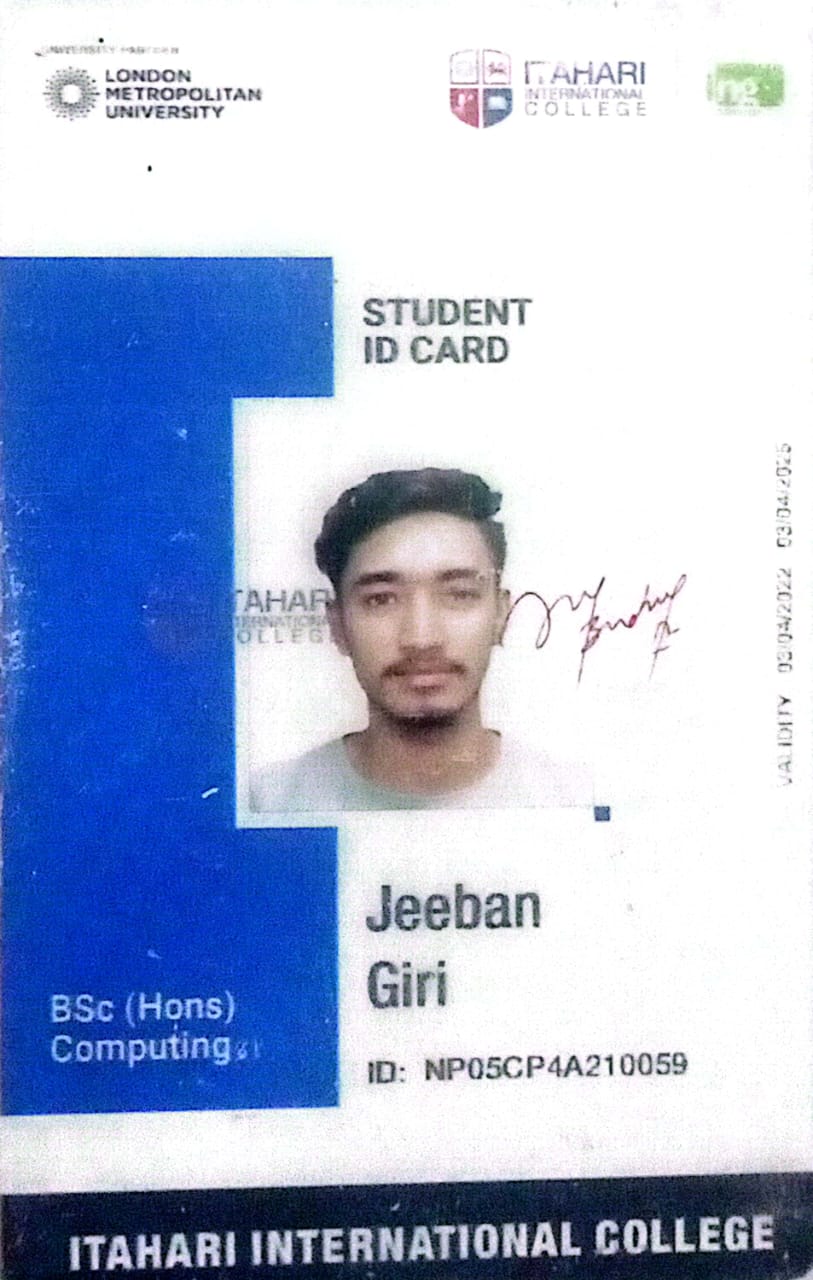 UNIVERSITY PARTNER
LONDON
METROPOLITAN
UNIVERSITY
ITAHARI
INTERNATIONAL
COLLEGE
ing
STUDENT
ID CARD
VALIDITY 03/04/2022 03/04/2025
Jeeban
Giri
BSc (Hons)
Computing
ID: NP05CP4A210059
ITAHARI INTERNATIONAL COLLEGE